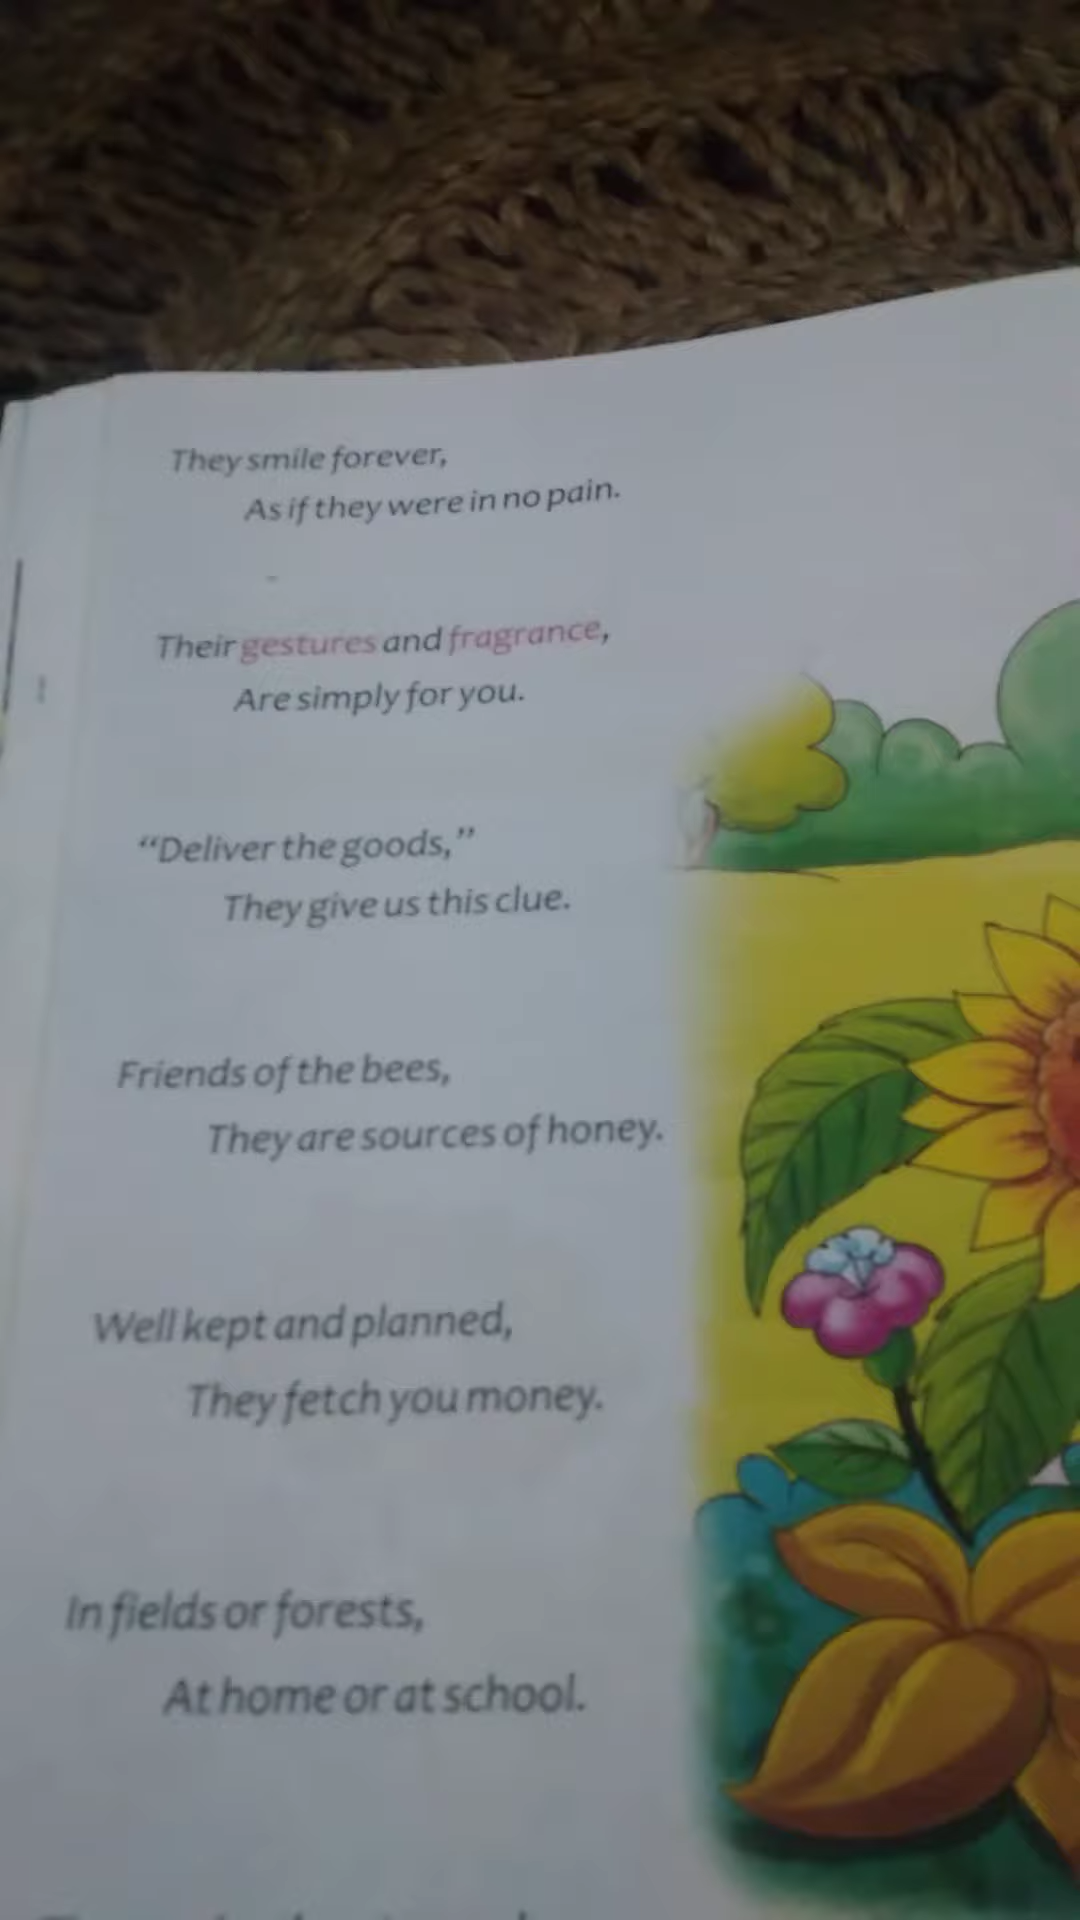 They smile forever,
As if they were in no pain.
Their gestures and fragrance,
Are simply for you.
“Deliver the goods,”
They give us this clue.
Friends of the bees,
They are sources of honey.
Well kept and planned,
They fetch you money.
In fields or forests,
At home or at school.